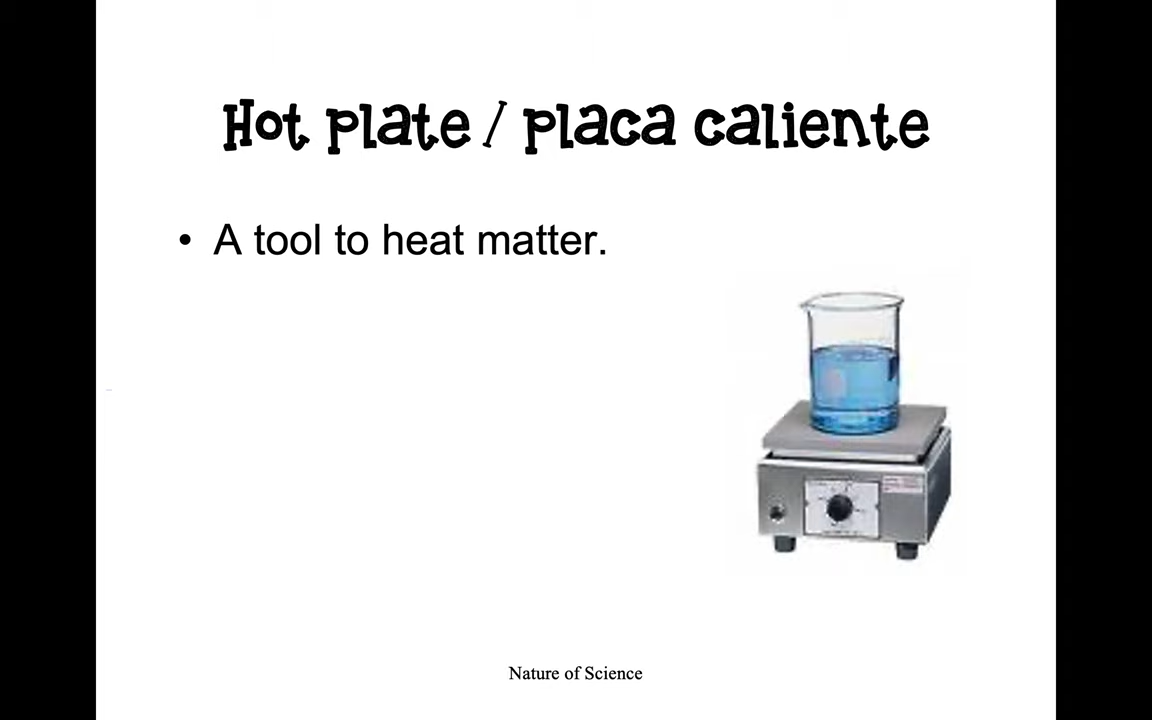 Hot plate / placa caliente
• A tool to heat matter.
Nature of Science